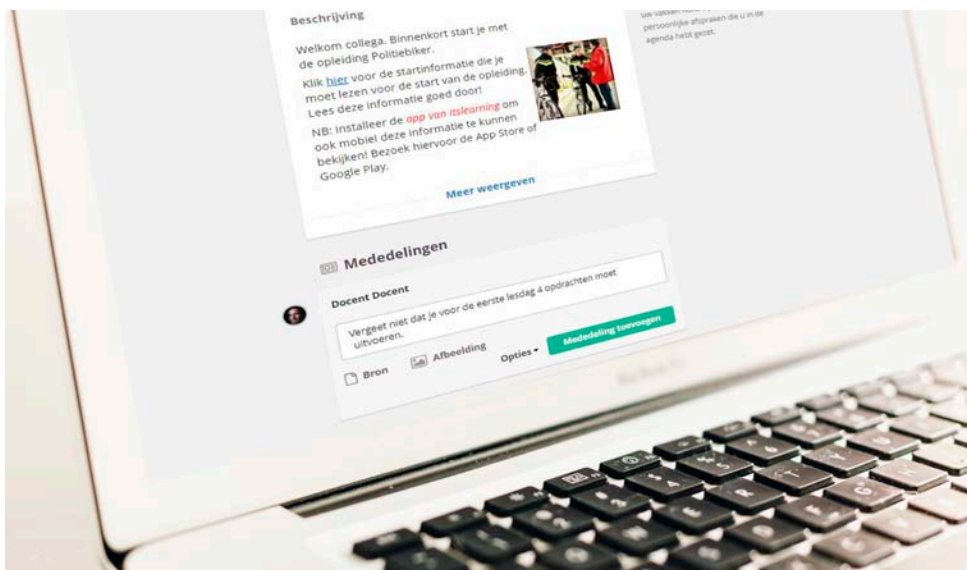 Beschrijving
Welkom collega. Binnenkort start je met
de opleiding Politiebiker.
Klik hier voor de startinformatie die je
moet lezen voor de start van de opleiding.
Lees deze informatie goed door!
NB: Installeer de app van itslearning om
ook mobiel deze informatie te kunnen
bekijken! Bezoek hiervoor de App Store of
Google Play.
Meer weergeven
persoonlijke afspraken die u in de
agenda hebt gezet.
Mededelingen
Docent Docent
Vergeet niet dat je voor de eerste lesdag 4 opdrachten moet
uitvoeren.
Bron
Afbeelding
Opties
Mededeling toevoegen